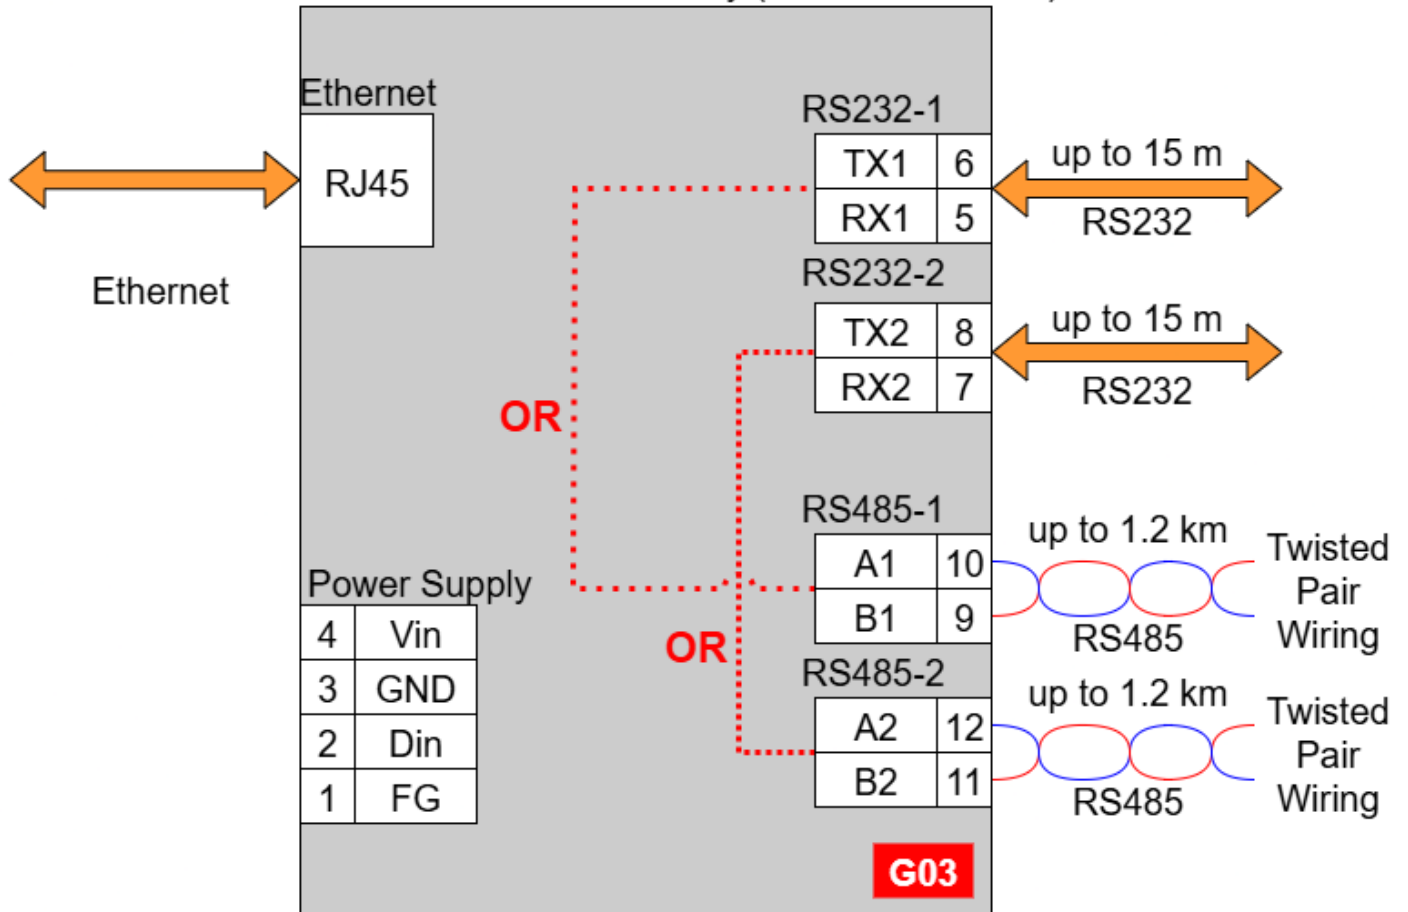 Ethernet
RJ45
Ethernet
RS232-1
TX1 6
RX1 5
up to 15 m
RS232
RS232-2
TX2 8
RX2 7
up to 15 m
RS232
OR
RS485-1
A1 10
B1 9
up to 1.2 km
RS485
Twisted
Pair
Wiring
OR
RS485-2
A2 12
B2 11
up to 1.2 km
RS485
Twisted
Pair
Wiring
Power Supply
4 Vin
3 GND
2 Din
1 FG
G03